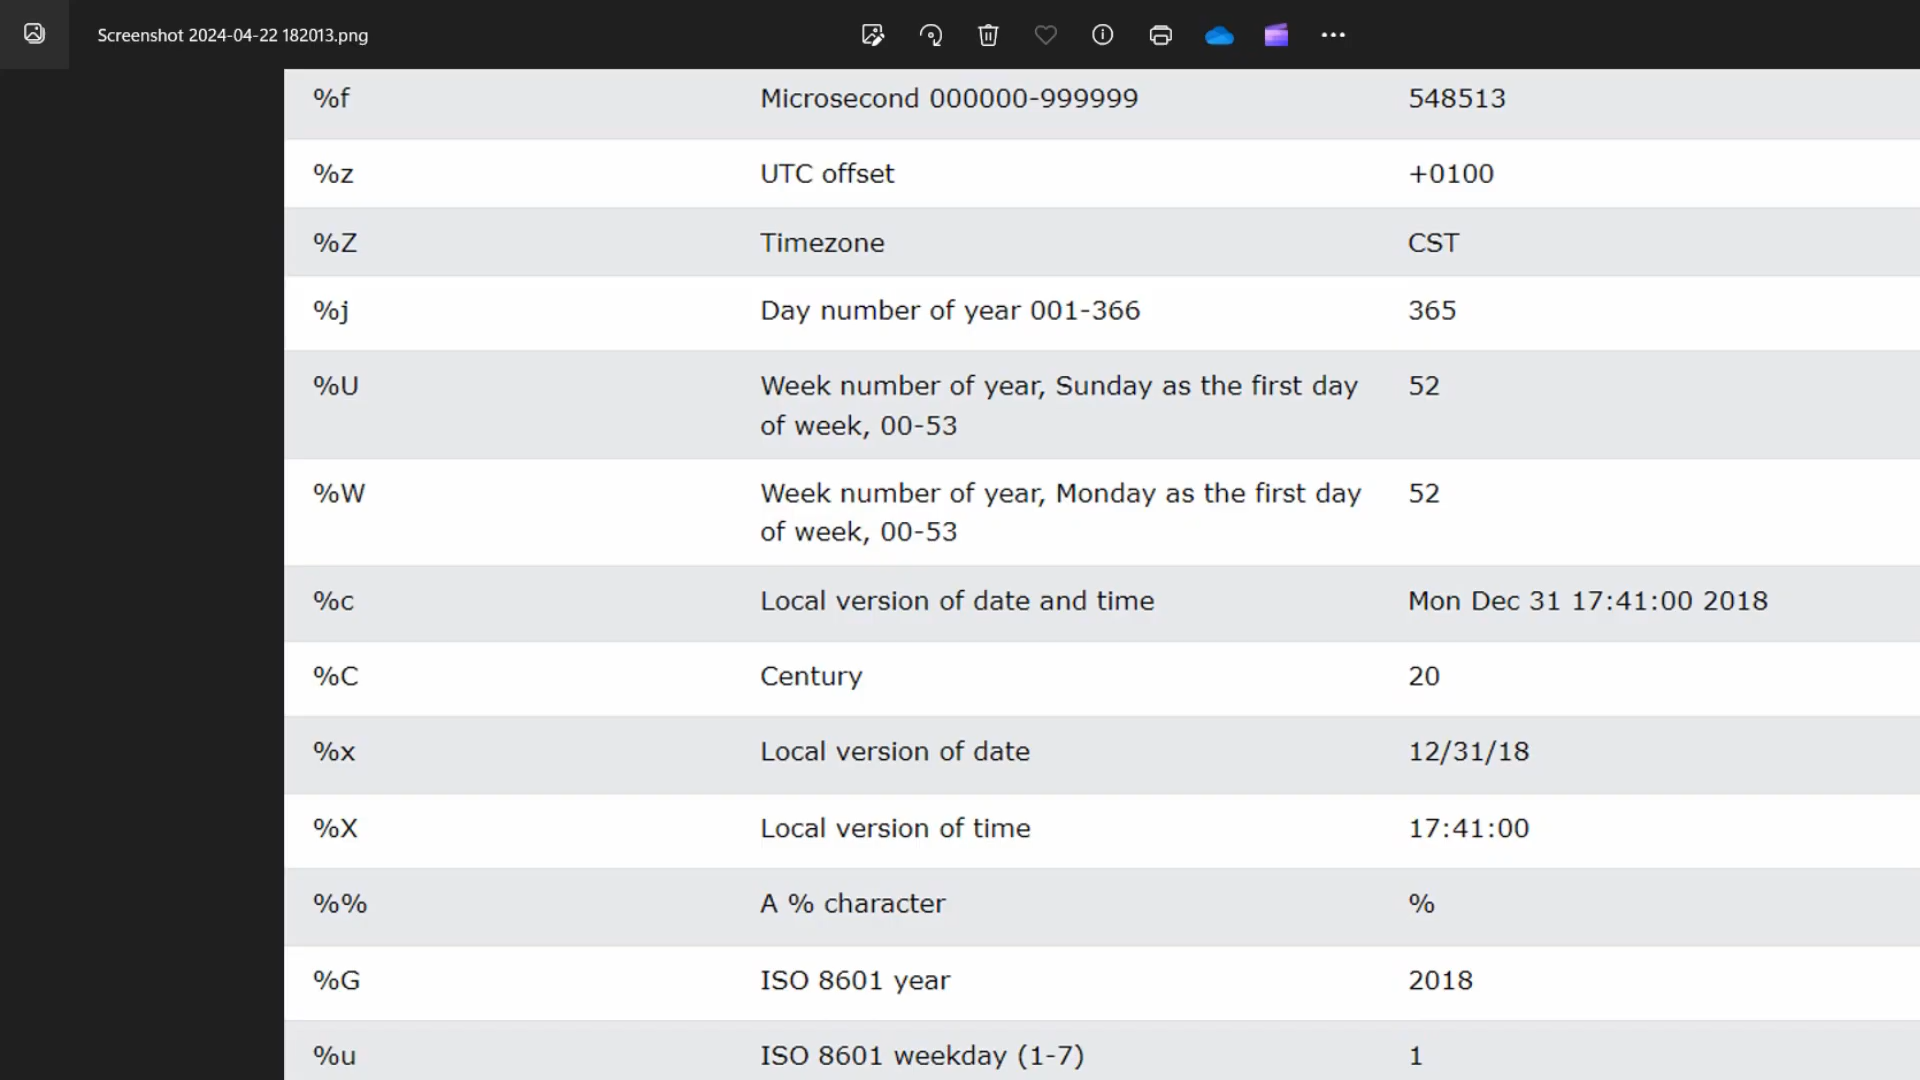 Screenshot 2024-04-22 182013.png
%f Microsecond 000000-999999 548513
%z UTC offset +0100
%Z Timezone CST
%j Day number of year 001-366 365
%U Week number of year, Sunday as the first day 52
of week, 00-53
%W Week number of year, Monday as the first day 52
of week, 00-53
%c Local version of date and time Mon Dec 31 17:41:00 2018
%C Century 20
%x Local version of date 12/31/18
%X Local version of time 17:41:00
%% A % character %
%G ISO 8601 year 2018
%u ISO 8601 weekday (1-7) 1